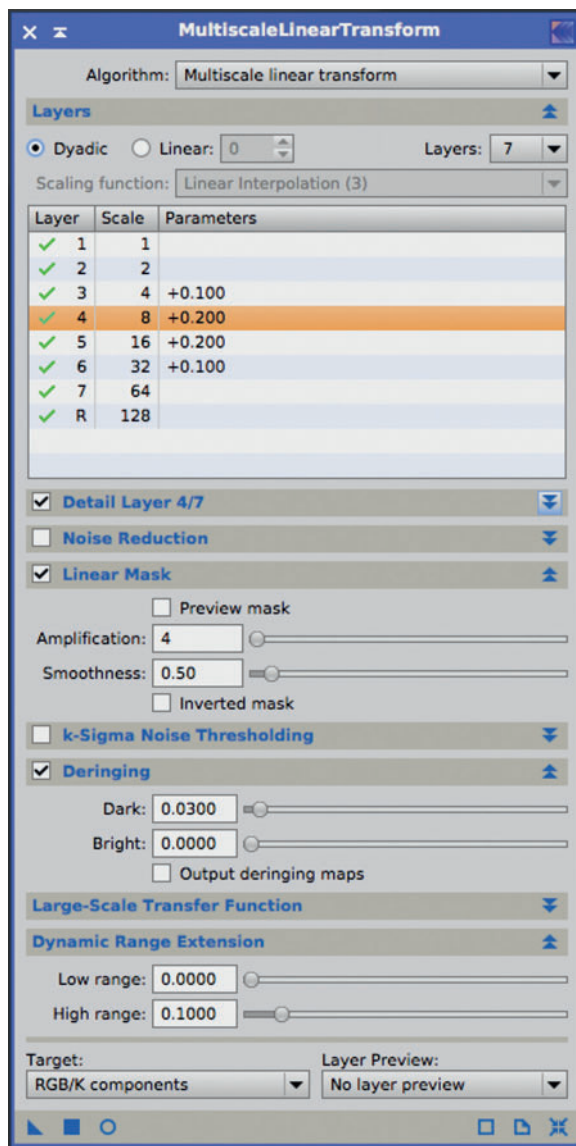 MultiscaleLinearTransform
Algorithm: Multiscale linear transform
Layers
Dyadic Linear: 0 Layers: 7
Scaling function: Linear Interpolation (3)
Layer Scale Parameters
1 1
2 2
3 4 +0.100
4 8 +0.200
5 16 +0.200
6 32 +0.100
7 64
R 128
Detail Layer 4/7
Noise Reduction
Linear Mask
Preview mask
Amplification: 4
Smoothness: 0.50
Inverted mask
k-Sigma Noise Thresholding
Deringing
Dark: 0.0300
Bright: 0.0000
Output deringing maps
Large-Scale Transfer Function
Dynamic Range Extension
Low range: 0.0000
High range: 0.1000
Target: Layer Preview:
RGB/K components No layer preview